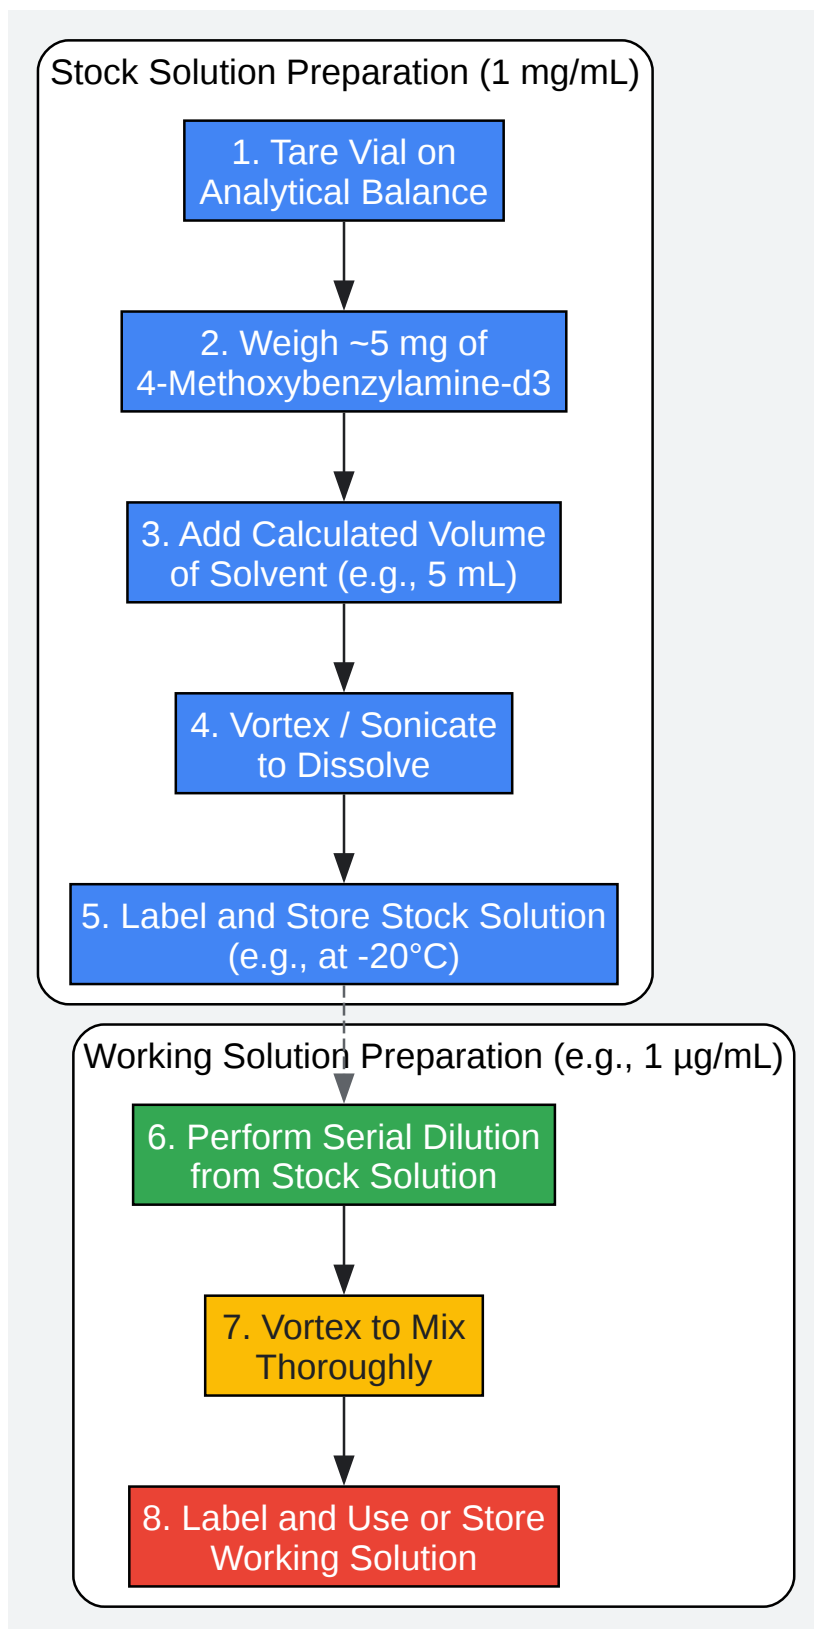 Stock Solution Preparation (1 mg/mL)
1. Tare Vial on
Analytical Balance
2. Weigh ~5 mg of
4-Methoxybenzylamine-d3
3. Add Calculated Volume
of Solvent (e.g., 5 mL)
4. Vortex / Sonicate
to Dissolve
5. Label and Store Stock Solution
(e.g., at -20°C)
Working Solution Preparation (e.g., 1 µg/mL)
6. Perform Serial Dilution
from Stock Solution
7. Vortex to Mix
Thoroughly
8. Label and Use or Store
Working Solution